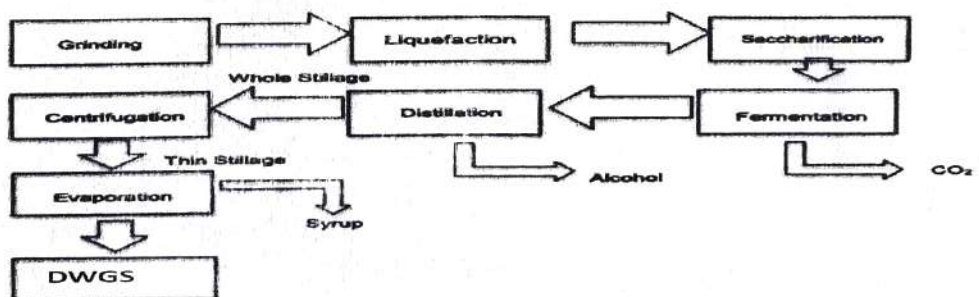 Grinding
Liquefaction
Saccharification
Whole Stillage
Centrifugation
Distillation
Fermentation
Thin Stillage
Alcohol
CO₂
Evaporation
Syrup
DWGS